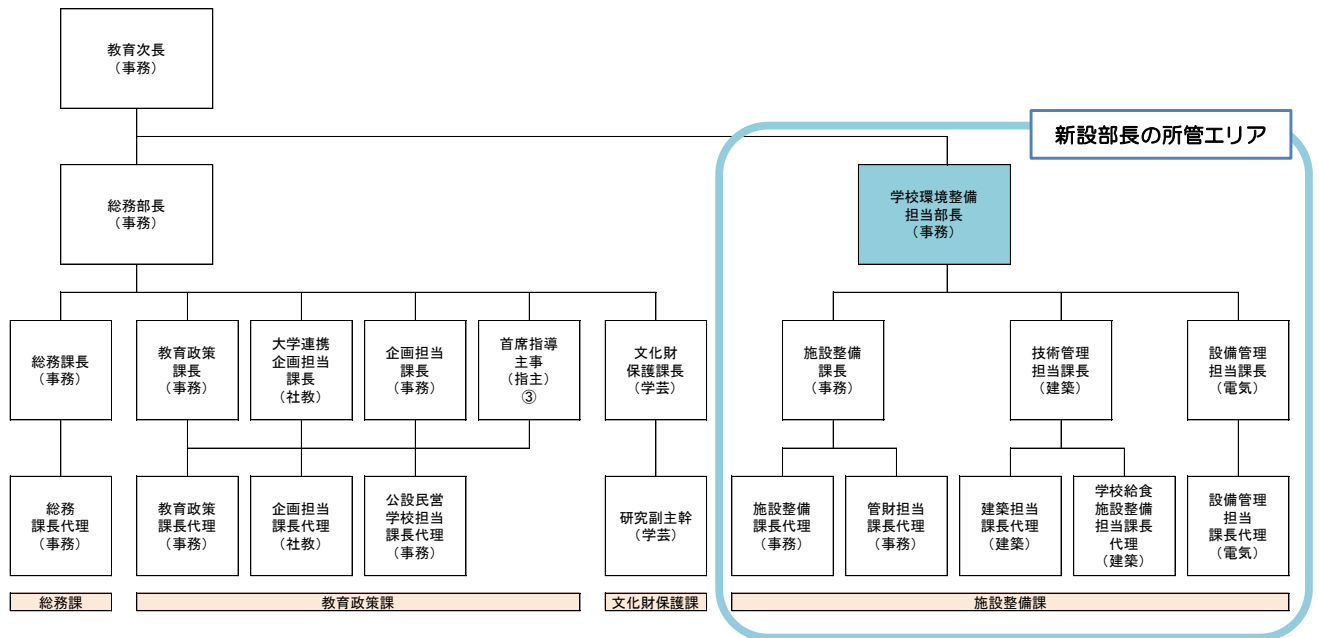 教育次長
（事務）
新設部長の所管エリア
総務部長
（事務）
学校環境整備
担当部長
（事務）
総務課長
（事務）
教育政策
課長
（事務）
大学連携
企画担当
課長
（社教）
企画担当
課長
（事務）
首席指導
主事
（指主）
③
文化財
保護課長
（学芸）
施設整備
課長
（事務）
技術管理
担当課長
（建築）
設備管理
担当課長
（電気）
総務
課長代理
（事務）
教育政策
課長代理
（事務）
企画担当
課長代理
（社教）
公設民営
学校担当
課長代理
（事務）
研究副主幹
（学芸）
施設整備
課長代理
（事務）
管財担当
課長代理
（事務）
建築担当
課長代理
（建築）
学校給食
施設整備
担当課長
代理
（建築）
設備管理
担当
課長代理
（電気）
総務課
教育政策課
文化財保護課
施設整備課